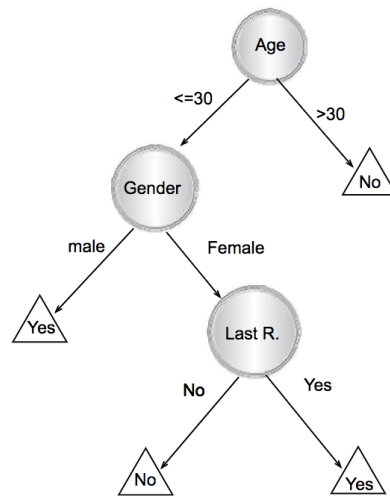 Age
<=30
>30
Gender
No
male
Female
Yes
Last R.
No
Yes
No
Yes